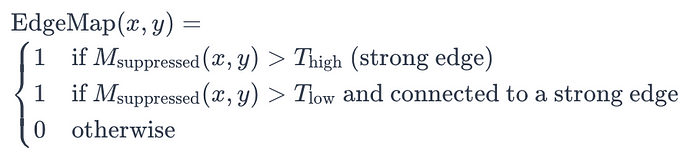 EdgeMap(x, y) =
1 if M_suppressed(x, y) > T_high (strong edge)
1 if M_suppressed(x, y) > T_low and connected to a strong edge
0 otherwise